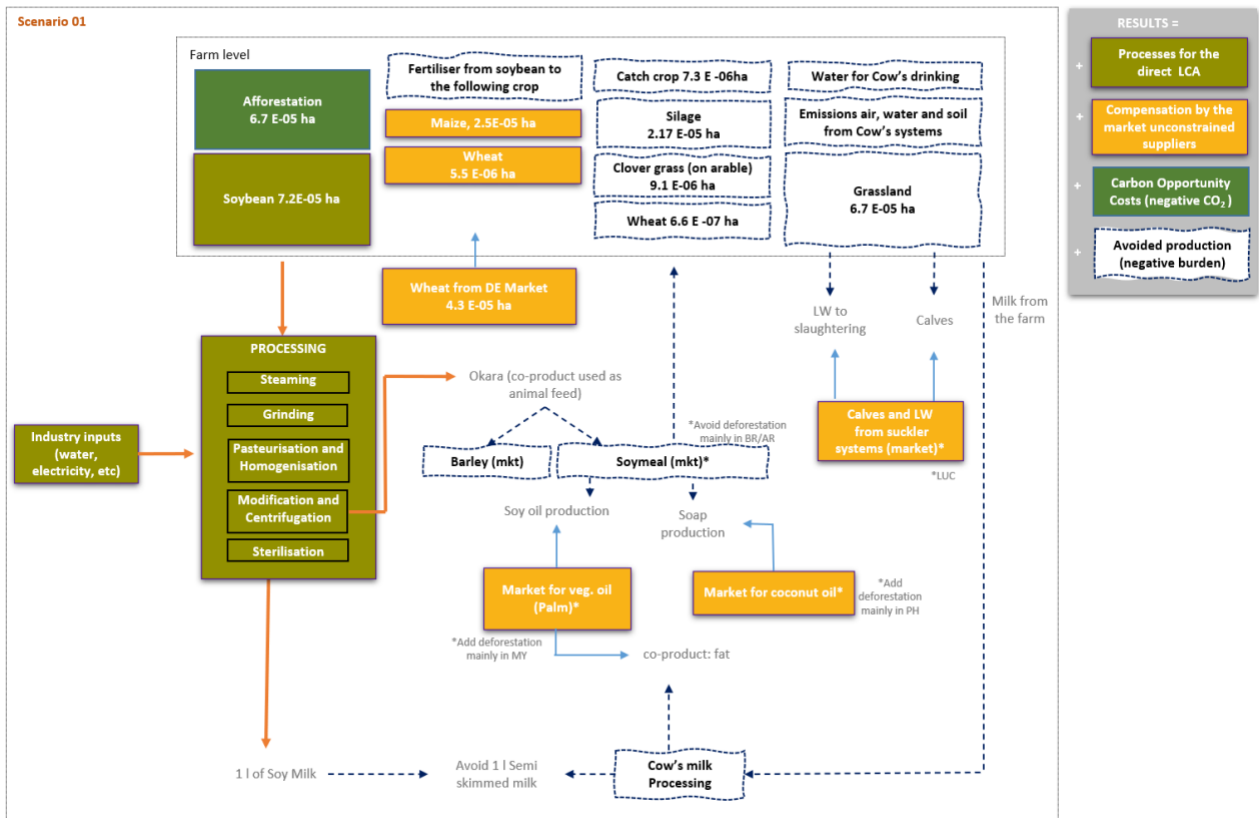 Scenario 01
Farm level
Afforestation
6.7 E-05 ha
Soybean 7.2E-05 ha
Fertiliser from soybean to
the following crop
Maize, 2.5E-05 ha
Wheat
5.5 E-06 ha
Catch crop 7.3 E -06ha
Silage
2.17 E-05 ha
Clover grass (on arable)
9.1 E-06 ha
Wheat 6.6 E -07 ha
Water for Cow's drinking
Emissions air, water and soil
from Cow's systems
Grassland
6.7 E-05 ha
Wheat from DE Market
4.3 E-05 ha
LW to
slaughtering
Calves
Milk from
the farm
PROCESSING
Steaming
Grinding
Pasteurisation and
Homogenisation
Modification and
Centrifugation
Sterilisation
Industry inputs
(water,
electricity, etc)
Okara (co-product used as
animal feed)
*Avoid deforestation
mainly in BR/AR
Barley (mkt)
Soymeal (mkt)*
Calves and LW
from suckler
systems (market)*
*LUC
Soy oil production
Soap
production
Market for veg. oil
(Palm)*
*Add deforestation
mainly in MY
Market for coconut oil*
*Add
deforestation
mainly in PH
co-product: fat
1 l of Soy Milk
Avoid 1 l Semi
skimmed milk
Cow's milk
Processing
RESULTS =
+
Processes for the
direct LCA
+
Compensation by the
market unconstrained
suppliers
+
Carbon Opportunity
Costs (negative CO₂ )
+
Avoided production
(negative burden)